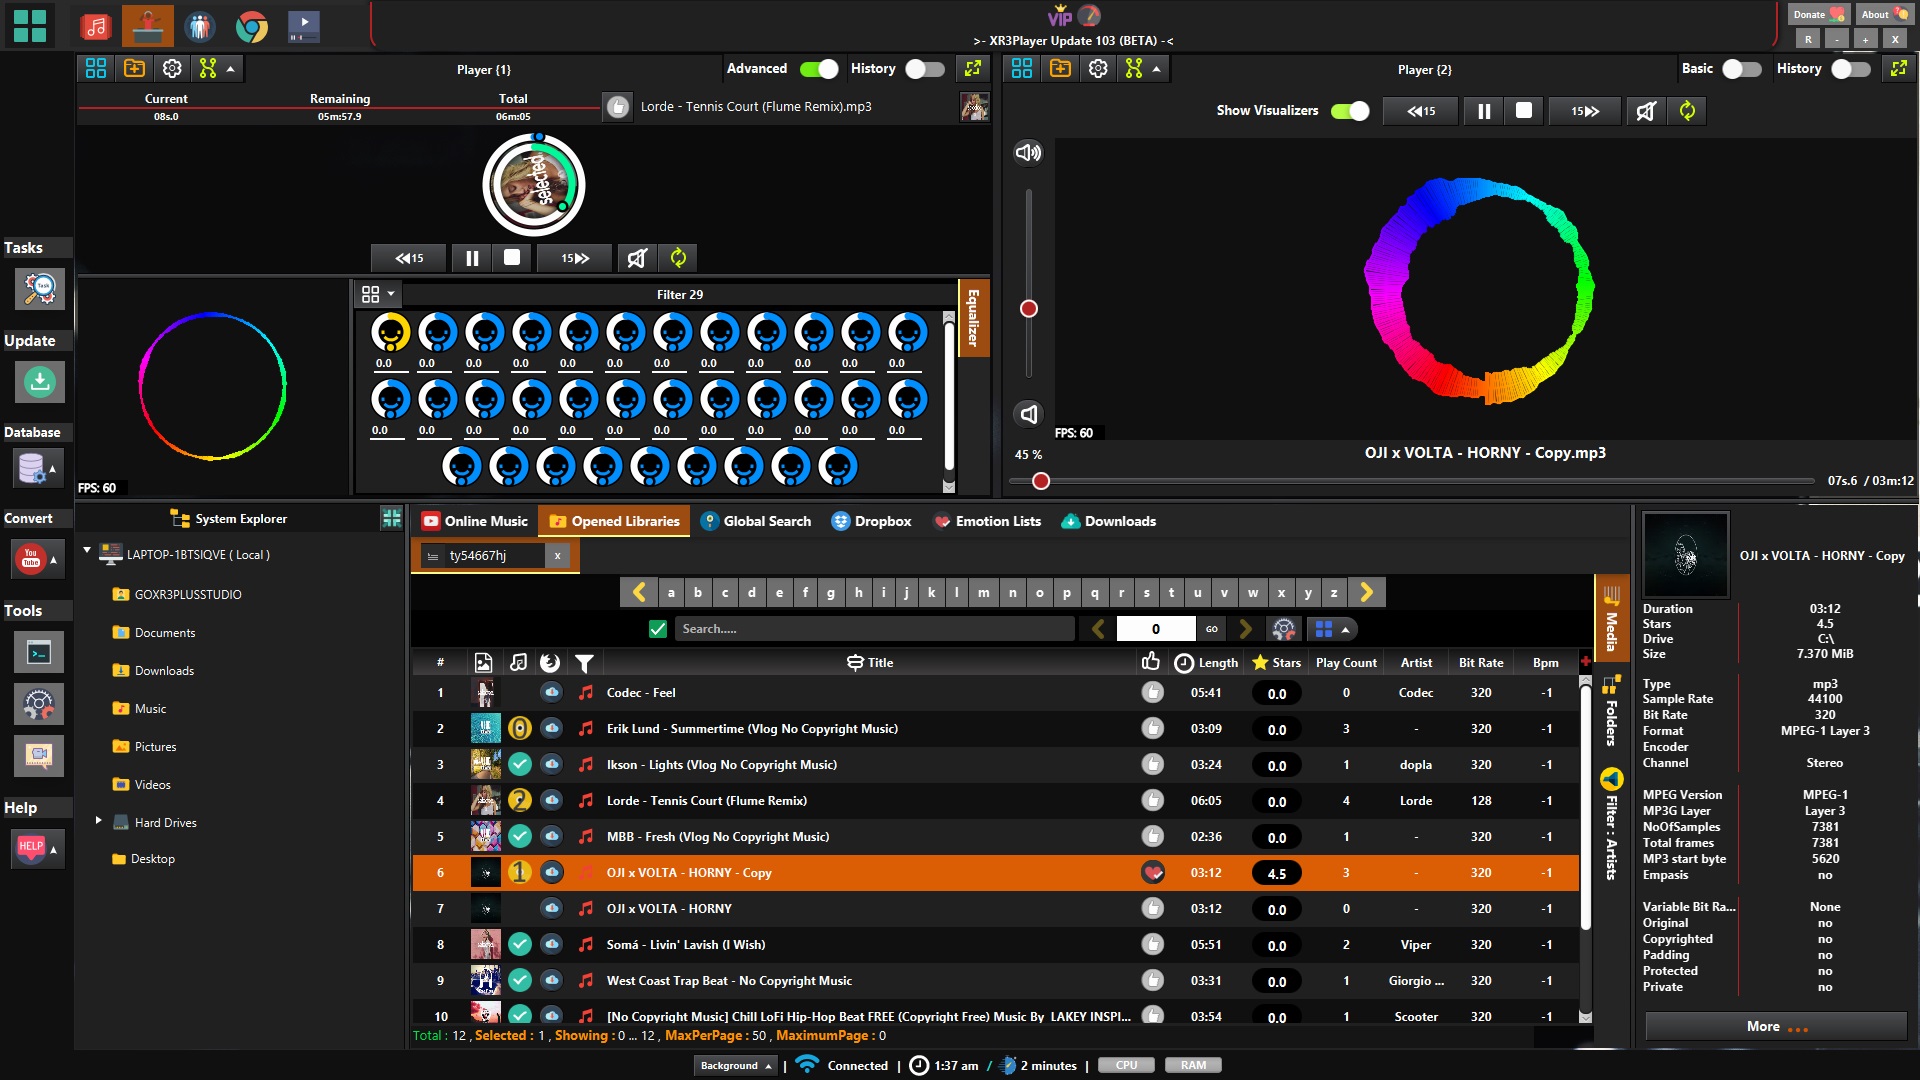 VIP
>- XR3Player Update 103 (BETA) -<
Donate
About
R - + X
Player {1}
Advanced
History
Current Remaining Total
08s.0 05m:57.9 06m:05
Lorde - Tennis Court (Flume Remix).mp3
selected.
15 15
Tasks
Update
Database
Convert
You Tube
Tools
Help
HELP
FPS: 60
Filter 29
Equalizer
0.0 0.0 0.0 0.0 0.0 0.0 0.0 0.0 0.0 0.0 0.0 0.0
0.0 0.0 0.0 0.0 0.0 0.0 0.0 0.0 0.0 0.0 0.0 0.0
Player {2}
Basic
History
Show Visualizers
15 15
FPS: 60
45 %
OJI x VOLTA - HORNY - Copy.mp3
07s.6 / 03m:12
System Explorer
LAPTOP-1BTSIQVE ( Local )
GOXR3PLUSSTUDIO
Documents
Downloads
Music
Pictures
Videos
Hard Drives
Desktop
Online Music Opened Libraries Global Search Dropbox Emotion Lists Downloads
ty54667hj x
a b c d e f g h i j k l m n o p q r s t u v w x y z
Search..... 0 GO
# Title Length Stars Play Count Artist Bit Rate Bpm
1 Codec - Feel 05:41 0.0 0 Codec 320 -1
2 Erik Lund - Summertime (Vlog No Copyright Music) 03:09 0.0 3 - 320 -1
3 Ikson - Lights (Vlog No Copyright Music) 03:24 0.0 1 dopla 320 -1
4 Lorde - Tennis Court (Flume Remix) 06:05 0.0 4 Lorde 128 -1
5 MBB - Fresh (Vlog No Copyright Music) 02:36 0.0 1 - 320 -1
6 OJI x VOLTA - HORNY - Copy 03:12 4.5 3 - 320 -1
7 OJI x VOLTA - HORNY 03:12 0.0 0 - 320 -1
8 Somá - Livin' Lavish (I Wish) 05:51 0.0 2 Viper 320 -1
9 West Coast Trap Beat - No Copyright Music 03:31 0.0 1 Giorgio ... 320 -1
10 [No Copyright Music] Chill LoFi Hip-Hop Beat FREE (Copyright Free) Music By LAKEY INSPI... 03:54 0.0 1 Scooter 320 -1
Total : 12 , Selected : 1 , Showing : 0 ... 12 , MaxPerPage : 50 , MaximumPage : 0
Media
Folders
Filter : Artists
OJI x VOLTA - HORNY - Copy
Duration 03:12
Stars 4.5
Drive C:\
Size 7.370 MiB
Type mp3
Sample Rate 44100
Bit Rate 320
Format MPEG-1 Layer 3
Encoder
Channel Stereo
MPEG Version MPEG-1
MP3G Layer Layer 3
NoOfSamples 7381
Total frames 7381
MP3 start byte 5620
Empasis no
Variable Bit Ra... None
Original no
Copyrighted no
Padding no
Protected no
Private no
More ...
Background | Connected | 1:37 am / 2 minutes | CPU RAM